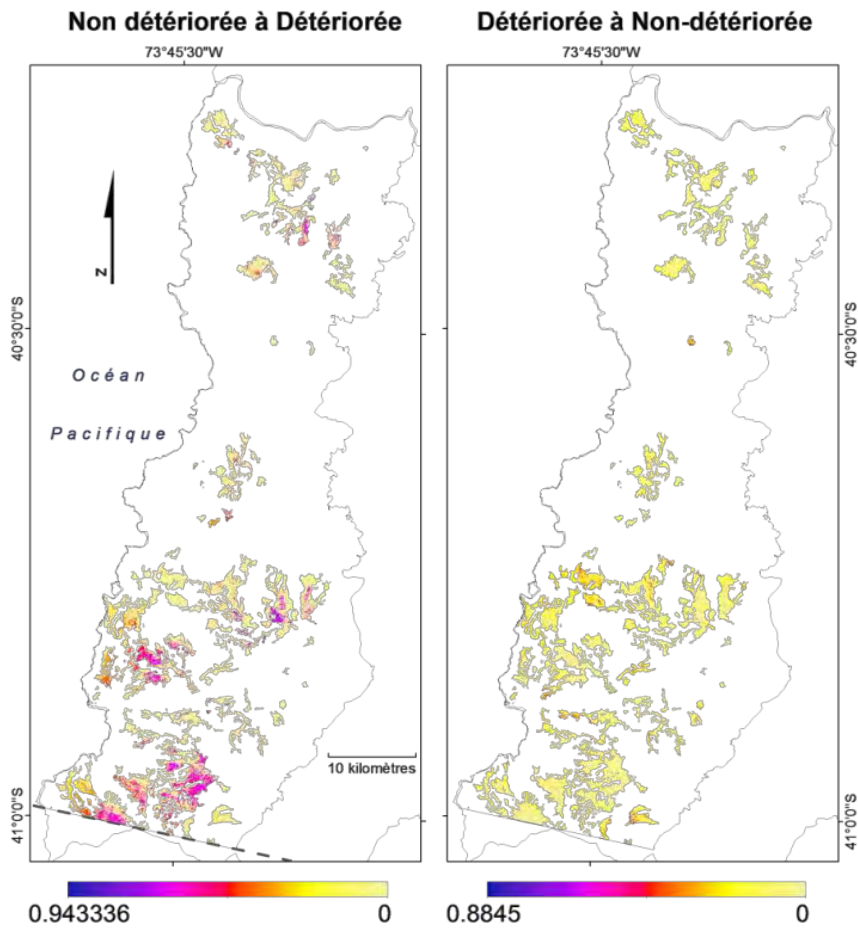 Non détériorée à Détériorée
Détériorée à Non-détériorée
73°45'30"W
73°45'30"W
N
40°30'0"S
40°30'0"S
Océan
Pacifique
10 kilomètres
41°0'0"S
41°0'0"S
0.943336
0
0.8845
0